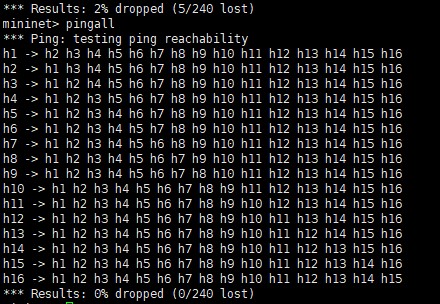 *** Results: 2% dropped (5/240 lost)
mininet> pingall
*** Ping: testing ping reachability
h1 -> h2 h3 h4 h5 h6 h7 h8 h9 h10 h11 h12 h13 h14 h15 h16
h2 -> h1 h3 h4 h5 h6 h7 h8 h9 h10 h11 h12 h13 h14 h15 h16
h3 -> h1 h2 h4 h5 h6 h7 h8 h9 h10 h11 h12 h13 h14 h15 h16
h4 -> h1 h2 h3 h5 h6 h7 h8 h9 h10 h11 h12 h13 h14 h15 h16
h5 -> h1 h2 h3 h4 h6 h7 h8 h9 h10 h11 h12 h13 h14 h15 h16
h6 -> h1 h2 h3 h4 h5 h7 h8 h9 h10 h11 h12 h13 h14 h15 h16
h7 -> h1 h2 h3 h4 h5 h6 h8 h9 h10 h11 h12 h13 h14 h15 h16
h8 -> h1 h2 h3 h4 h5 h6 h7 h9 h10 h11 h12 h13 h14 h15 h16
h9 -> h1 h2 h3 h4 h5 h6 h7 h8 h10 h11 h12 h13 h14 h15 h16
h10 -> h1 h2 h3 h4 h5 h6 h7 h8 h9 h11 h12 h13 h14 h15 h16
h11 -> h1 h2 h3 h4 h5 h6 h7 h8 h9 h10 h12 h13 h14 h15 h16
h12 -> h1 h2 h3 h4 h5 h6 h7 h8 h9 h10 h11 h13 h14 h15 h16
h13 -> h1 h2 h3 h4 h5 h6 h7 h8 h9 h10 h11 h12 h14 h15 h16
h14 -> h1 h2 h3 h4 h5 h6 h7 h8 h9 h10 h11 h12 h13 h15 h16
h15 -> h1 h2 h3 h4 h5 h6 h7 h8 h9 h10 h11 h12 h13 h14 h16
h16 -> h1 h2 h3 h4 h5 h6 h7 h8 h9 h10 h11 h12 h13 h14 h15
*** Results: 0% dropped (0/240 lost)